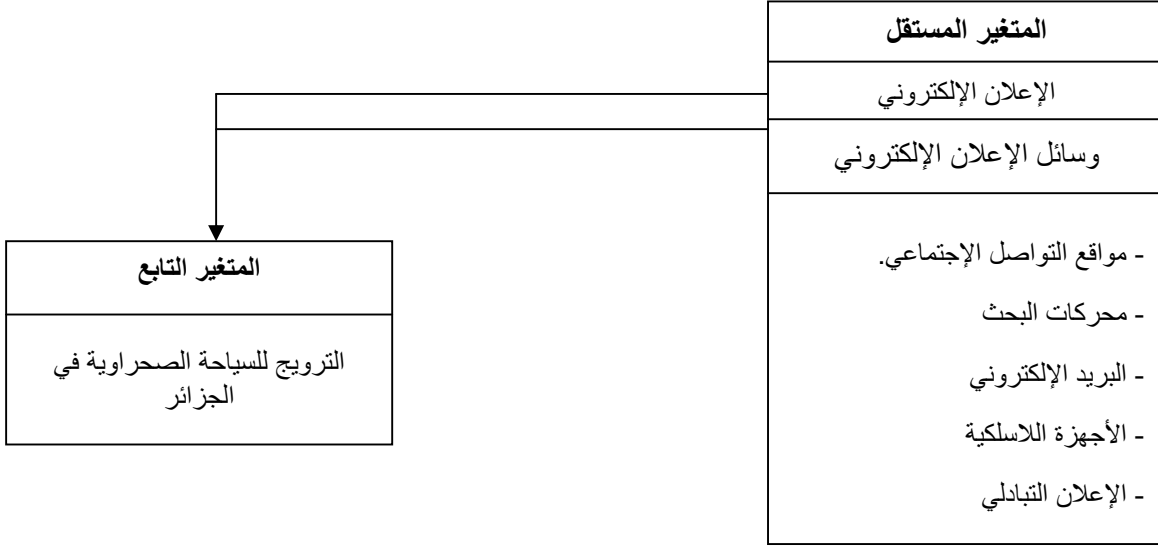 المتغير المستقل
الإعلان الإلكتروني
وسائل الإعلان الإلكتروني
- مواقع التواصل الإجتماعي.
- محركات البحث
- البريد الإلكتروني
- الأجهزة اللاسلكية
- الإعلان التبادلي
المتغير التابع
الترويج للسياحة الصحراوية في
الجزائر